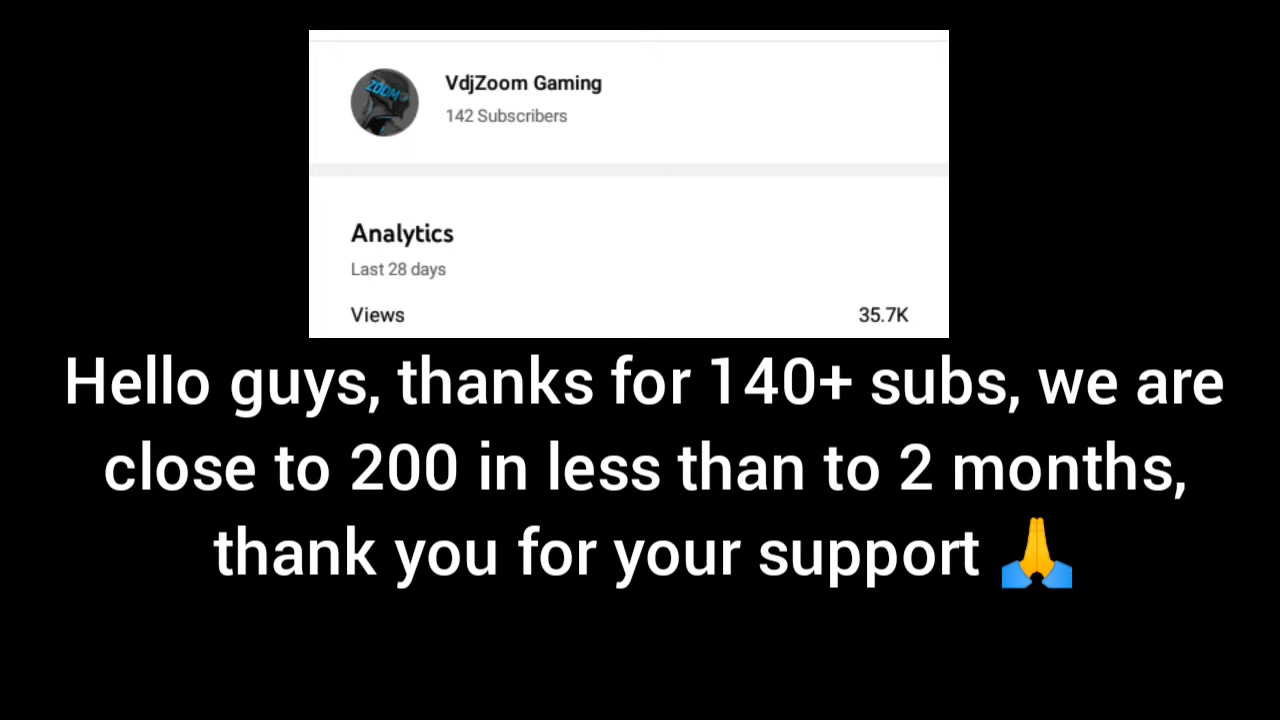 ZOOM
VdjZoom Gaming
142 Subscribers
Analytics
Last 28 days
Views 35.7K
Hello guys, thanks for 140+ subs, we are
close to 200 in less than to 2 months,
thank you for your support 🙏